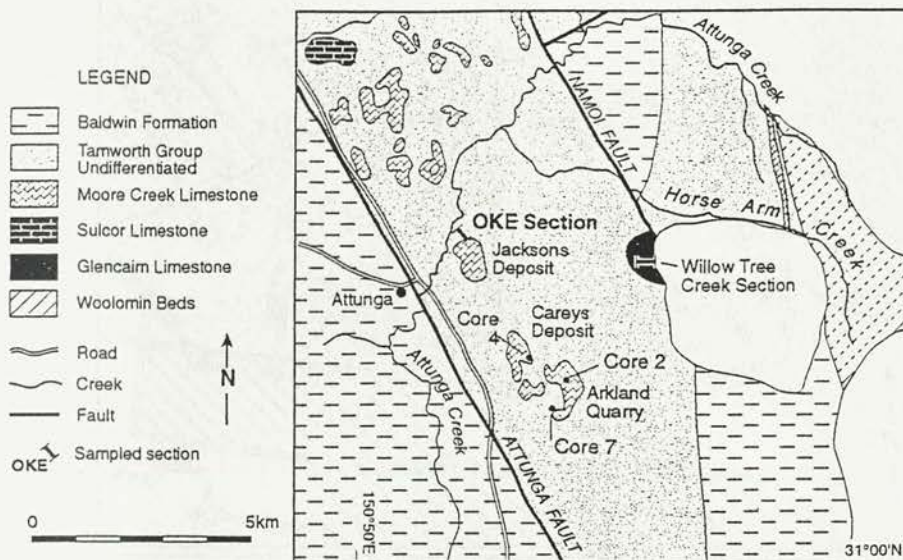 LEGEND
Baldwin Formation
Tamworth Group
Undifferentiated
Moore Creek Limestone
Sulcor Limestone
Glencairn Limestone
Woolomin Beds
Road
Creek
Fault
N
OKE
Sampled section
0
5km
Attunga Creek
INAMOI FAULT
Horse Arm
Creek
OKE Section
Jacksons
Deposit
Willow Tree
Creek Section
Attunga
Careys
Deposit
Core
4
Core 2
Arkland
Quarry
Core 7
Attunga Creek
ATTUNGA FAULT
150°50'E
31°00'N